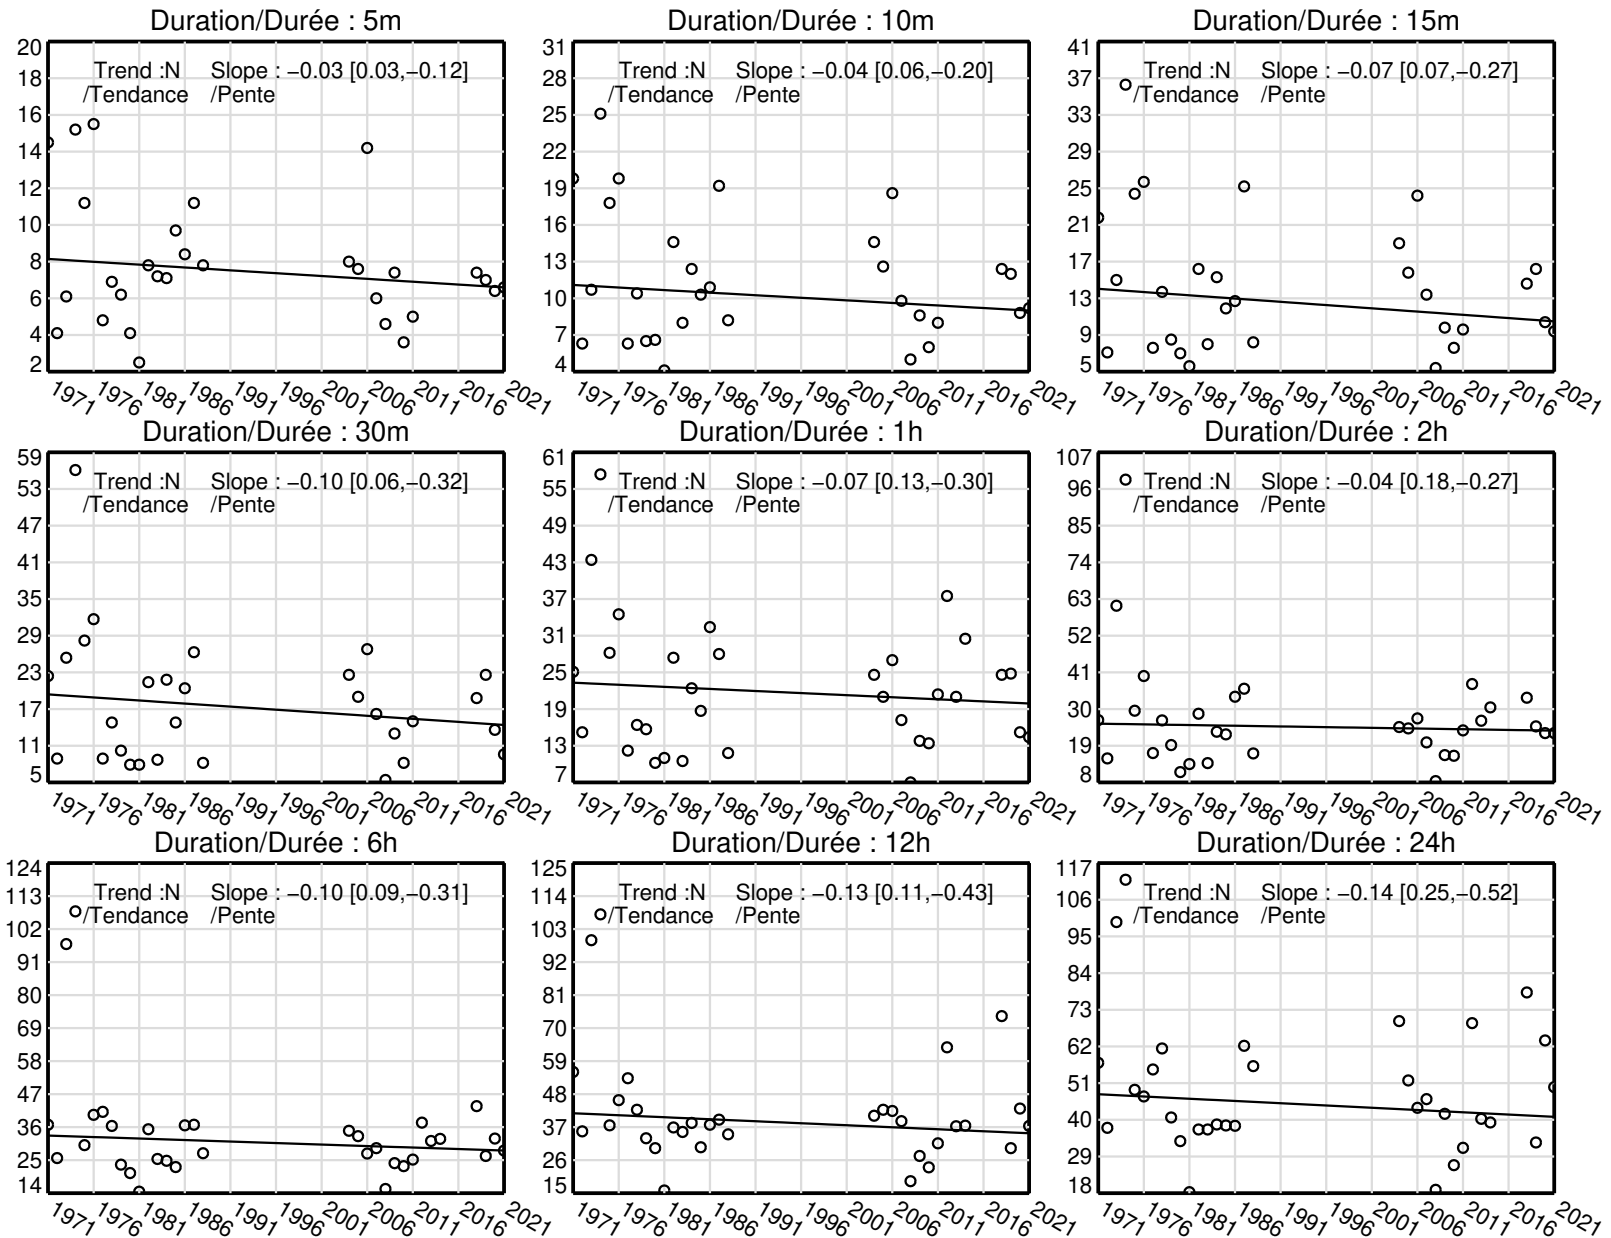 Duration/Durée : 5m
20
18
16
14
12
10
8
6
4
2
Trend :N Slope : −0.03 [0.03,−0.12]
/Tendance /Pente
1971 1976 1981 1986 1991 1996 2001 2006 2011 2016 2021
Duration/Durée : 10m
31
28
25
22
19
16
13
10
7
4
Trend :N Slope : −0.04 [0.06,−0.20]
/Tendance /Pente
1971 1976 1981 1986 1991 1996 2001 2006 2011 2016 2021
Duration/Durée : 15m
41
37
33
29
25
21
17
13
9
5
Trend :N Slope : −0.07 [0.07,−0.27]
/Tendance /Pente
1971 1976 1981 1986 1991 1996 2001 2006 2011 2016 2021
Duration/Durée : 30m
59
53
47
41
35
29
23
17
11
5
Trend :N Slope : −0.10 [0.06,−0.32]
/Tendance /Pente
1971 1976 1981 1986 1991 1996 2001 2006 2011 2016 2021
Duration/Durée : 1h
61
55
49
43
37
31
25
19
13
7
Trend :N Slope : −0.07 [0.13,−0.30]
/Tendance /Pente
1971 1976 1981 1986 1991 1996 2001 2006 2011 2016 2021
Duration/Durée : 2h
107
96
85
74
63
52
41
30
19
8
Trend :N Slope : −0.04 [0.18,−0.27]
/Tendance /Pente
1971 1976 1981 1986 1991 1996 2001 2006 2011 2016 2021
Duration/Durée : 6h
124
113
102
91
80
69
58
47
36
25
14
Trend :N Slope : −0.10 [0.09,−0.31]
/Tendance /Pente
1971 1976 1981 1986 1991 1996 2001 2006 2011 2016 2021
Duration/Durée : 12h
125
114
103
92
81
70
59
48
37
26
15
Trend :N Slope : −0.13 [0.11,−0.43]
/Tendance /Pente
1971 1976 1981 1986 1991 1996 2001 2006 2011 2016 2021
Duration/Durée : 24h
117
106
95
84
73
62
51
40
29
18
Trend :N Slope : −0.14 [0.25,−0.52]
/Tendance /Pente
1971 1976 1981 1986 1991 1996 2001 2006 2011 2016 2021